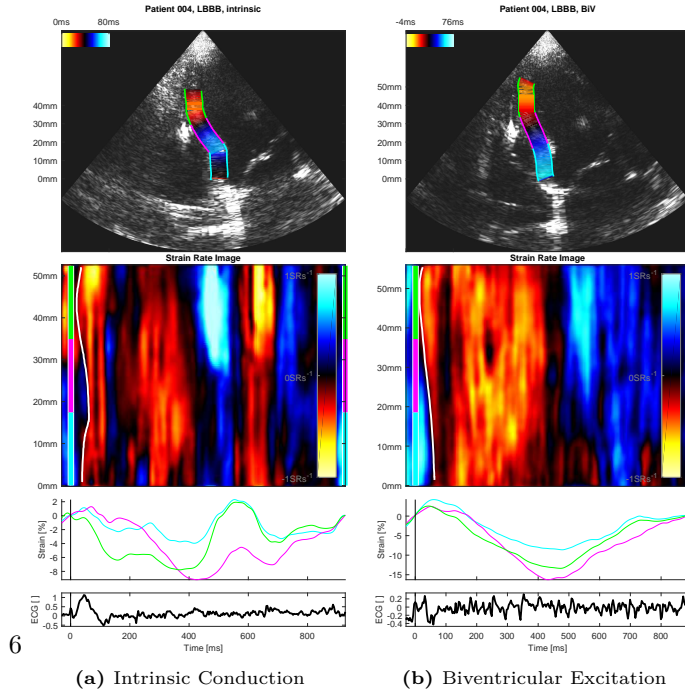 Patient 004, LBBB, intrinsic
0ms 80ms
40mm
30mm
20mm
10mm
0mm
Strain Rate Image
50mm
40mm
30mm
20mm
10mm
0mm
1SRs⁻¹
0SRs⁻¹
-1SRs⁻¹
Strain [%]
2
0
-2
-4
-6
-8
ECG [ ]
1
0.5
0
-0.5
0 200 400 600 800
Time [ms]
(a) Intrinsic Conduction
Patient 004, LBBB, BiV
-4ms 76ms
50mm
40mm
30mm
20mm
10mm
0mm
Strain Rate Image
50mm
40mm
30mm
20mm
10mm
0mm
1SRs⁻¹
0SRs⁻¹
-1SRs⁻¹
Strain [%]
0
-5
-10
-15
ECG [ ]
0.2
0
-0.2
-0.4
0 100 200 300 400 500 600 700 800
Time [ms]
(b) Biventricular Excitation
6